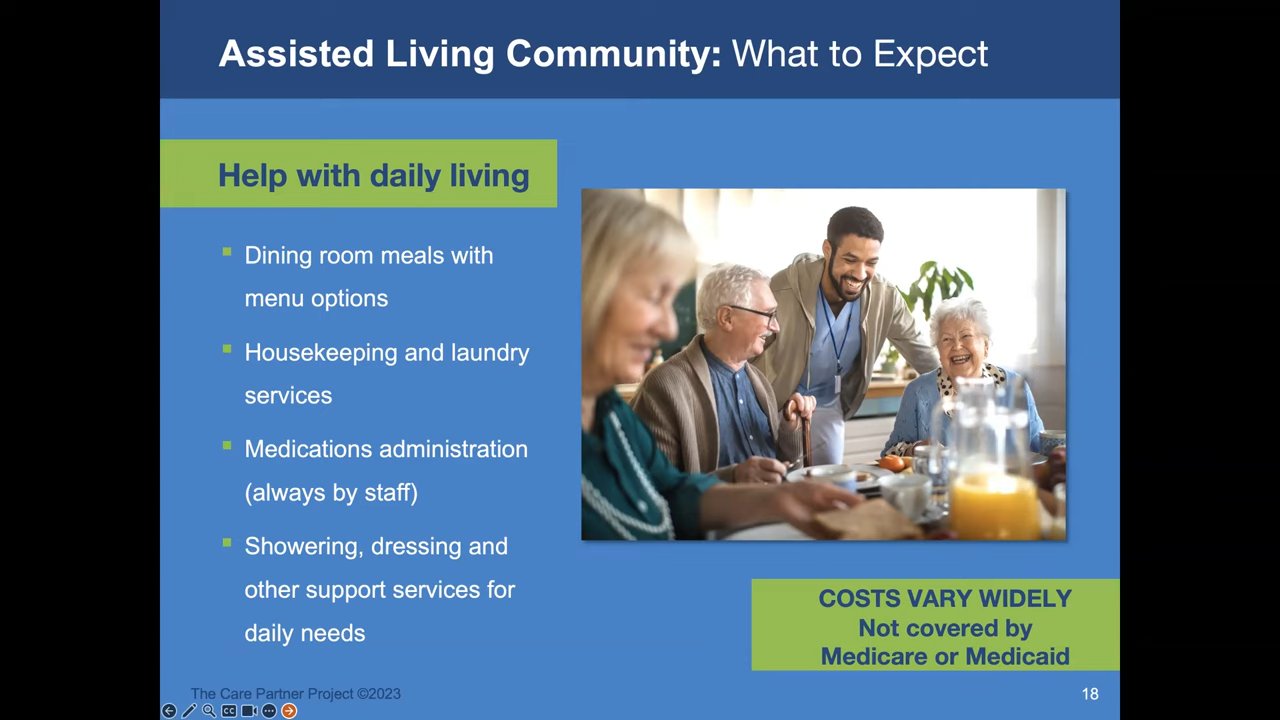 Assisted Living Community: What to Expect
Help with daily living
Dining room meals with
menu options
Housekeeping and laundry
services
Medications administration
(always by staff)
Showering, dressing and
other support services for
daily needs
COSTS VARY WIDELY
Not covered by
Medicare or Medicaid
The Care Partner Project ©2023
18
CC